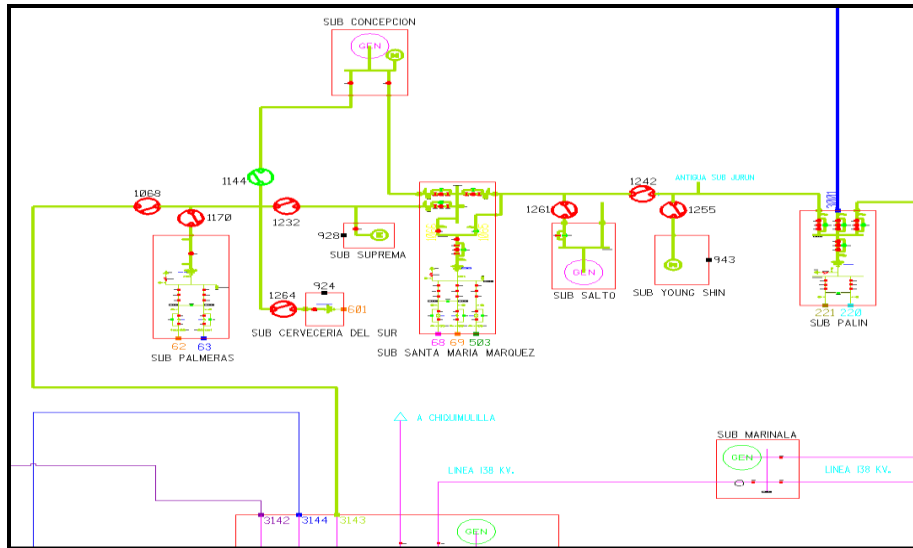 SUB CONCEPCION
GEN
1144
1068
1170
1232
1242
ANTIGUA SUB JURUN
1261
1255
3001
928
SUB SUPREMA
943
GEN
SUB SALTO
SUB YOUNG SHIN
924
1264
601
SUB CERVECERIA DEL SUR
221 220
SUB PALIN
62 63
SUB PALMERAS
68 69 503
SUB SANTA MARIA MARQUEZ
A CHIQUIMULILLA
SUB MARINALA
GEN
LINEA 138 KV.
LINEA 138 KV.
3142 3144 3143
GEN